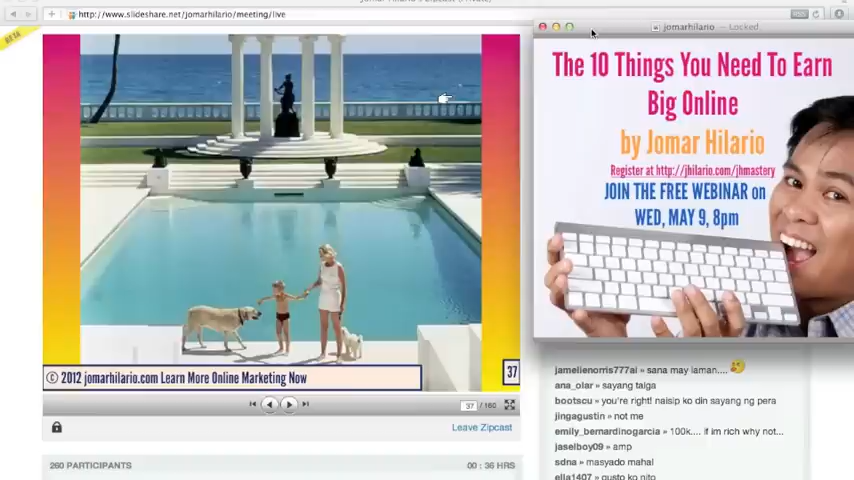 http://www.slideshare.net/jomarhilario/meeting/live
RSS
jomarhilario — Locked
The 10 Things You Need To Earn
Big Online
by Jomar Hilario
Register at http://jhilario.com/jhmastery
JOIN THE FREE WEBINAR on
WED, MAY 9, 8pm
© 2012 jomarhilario.com Learn More Online Marketing Now
37
37 / 160
Leave Zipcast
260 PARTICIPANTS
00 : 36 HRS
jamelienorris777ai » sana may laman....
ana_olar » sayang talga
bootscu » you're right! naisip ko din sayang ng pera
jingagustin » not me
emily_bernardinogarcia » 100k.... if im rich why not...
jaselboy09 » amp
sdna » masyado mahal
ella1407 » gusto ko nito